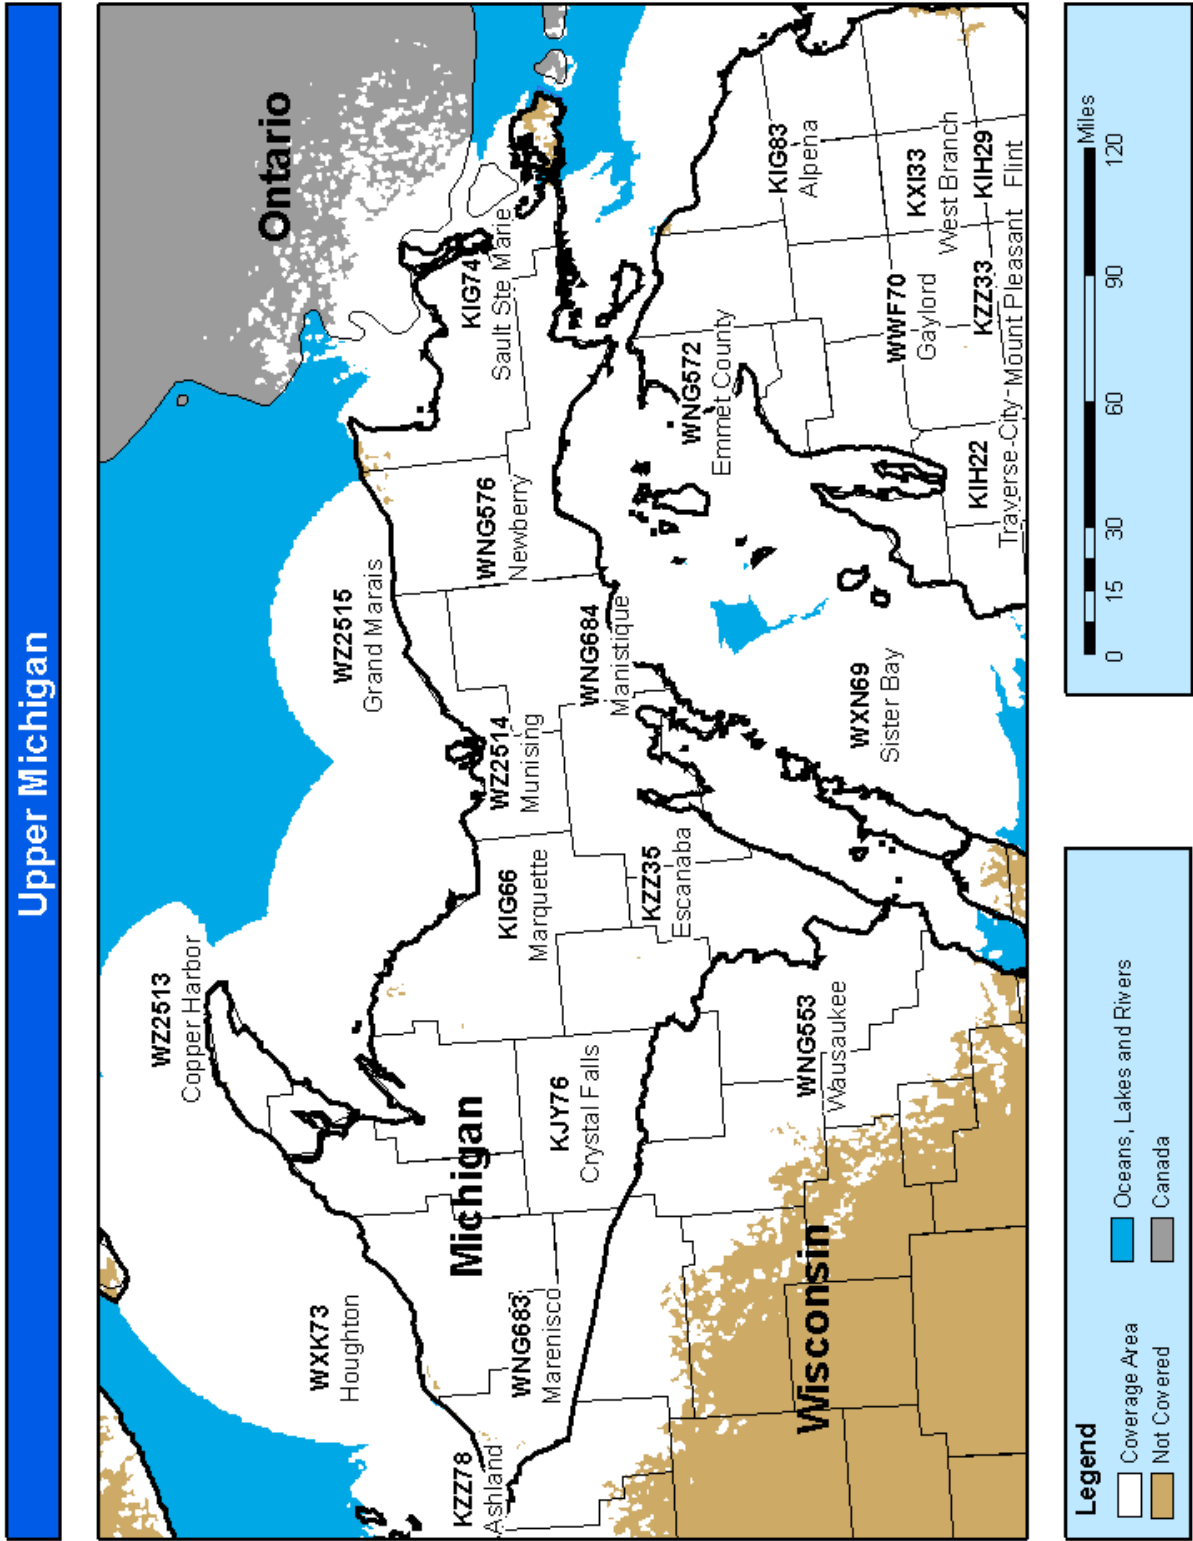 Upper Michigan
Ontario
WZ2513
Copper Harbor
WXK73
Houghton
WZ2515
Grand Marais
KIG74
Sault Ste Marie
Michigan
WNG576
Newberry
WZ2514
Munising
KIG66
Marquette
KZZ78
Ashland
WNG683
Marenisco
KJY76
Crystal Falls
WNG684
Manistique
KZZ35
Escanaba
WNG572
Emmet County
KIG83
Alpena
WNG553
Wausaukee
Wisconsin
WXN69
Sister Bay
WWF70
Gaylord
KXI33
West Branch
KIH22
Traverse-City
KZZ33
Mount Pleasant
KIH29
Flint
Legend
Coverage Area
Oceans, Lakes and Rivers
Not Covered
Canada
Miles
0 15 30 60 90 120